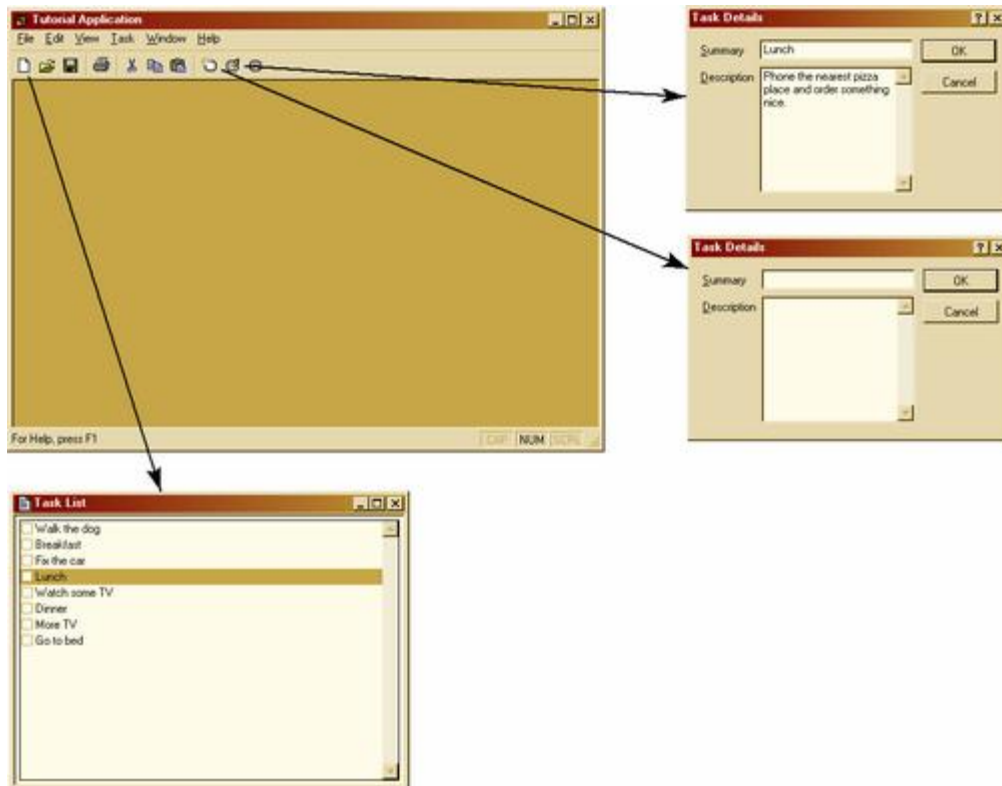 Tutorial Application
File Edit View Task Window Help
For Help, press F1
CAP NUM SCRL
Task Details
Summary Lunch
OK
Description Phone the nearest pizza
place and order something
nice.
Cancel
Task Details
Summary
OK
Description
Cancel
Task List
Walk the dog
Breakfast
Fix the car
Lunch
Watch some TV
Dinner
More TV
Go to bed